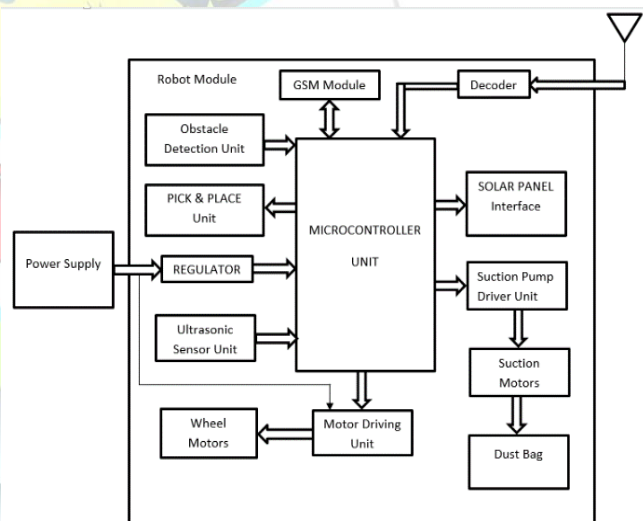 Robot Module
GSM Module
Decoder
Obstacle
Detection Unit
PICK & PLACE
Unit
MICROCONTROLLER
UNIT
SOLAR PANEL
Interface
Power Supply
REGULATOR
Suction Pump
Driver Unit
Ultrasonic
Sensor Unit
Suction
Motors
Wheel
Motors
Motor Driving
Unit
Dust Bag